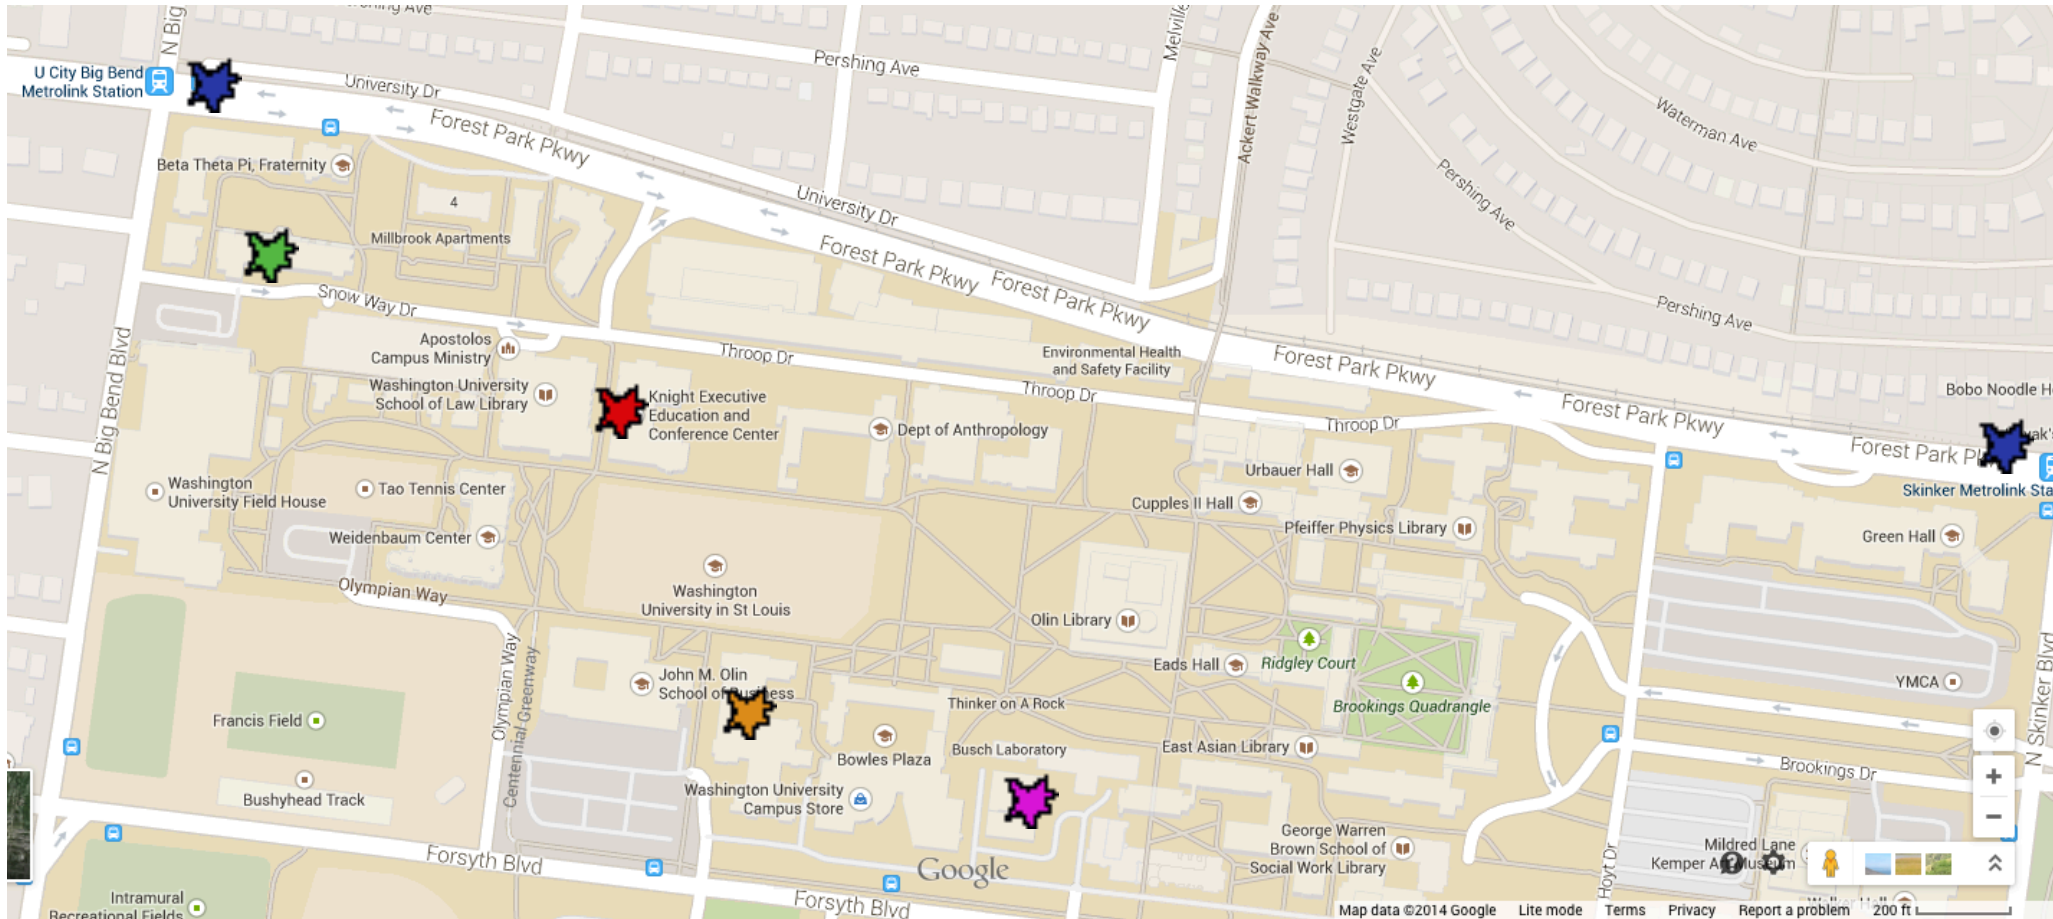 N Big
Pershing Ave
Melville
Ackert Walkway Ave
Westgate Ave
Waterman Ave
U City Big Bend
Metrolink Station
University Dr
Forest Park Pkwy
Beta Theta Pi, Fraternity
4
Millbrook Apartments
University Dr
Pershing Ave
Forest Park Pkwy
Forest Park Pkwy
Pershing Ave
Snow Way Dr
Apostolos
Campus Ministry
Throop Dr
Environmental Health
and Safety Facility
Forest Park Pkwy
Throop Dr
Washington University
School of Law Library
Knight Executive
Education and
Conference Center
Dept of Anthropology
Throop Dr
Forest Park Pkwy
Bobo Noodle
Forest Park
Skinker Metrolink
N Big Bend Blvd
Washington
University Field House
Tao Tennis Center
Weidenbaum Center
Urbauer Hall
Cupples II Hall
Pfeiffer Physics Library
Green Hall
Olympian Way
Washington
University in St Louis
Olin Library
Eads Hall
Ridgley Court
Brookings Quadrangle
YMCA
N Skinker Blvd
John M. Olin
School of Business
Olympian Way
Centennial Greenway
Francis Field
Thinker on A Rock
Busch Laboratory
East Asian Library
Bowles Plaza
Brookings Dr
Bushyhead Track
Washington University
Campus Store
George Warren
Brown School of
Social Work Library
Mildred Lane
Kemper Art Museum
Hoyt Dr
Forsyth Blvd
Google
Forsyth Blvd
Intramural
Recreational Fields
Walker Hall
Map data ©2014 Google Lite mode Terms Privacy Report a problem 200 ft